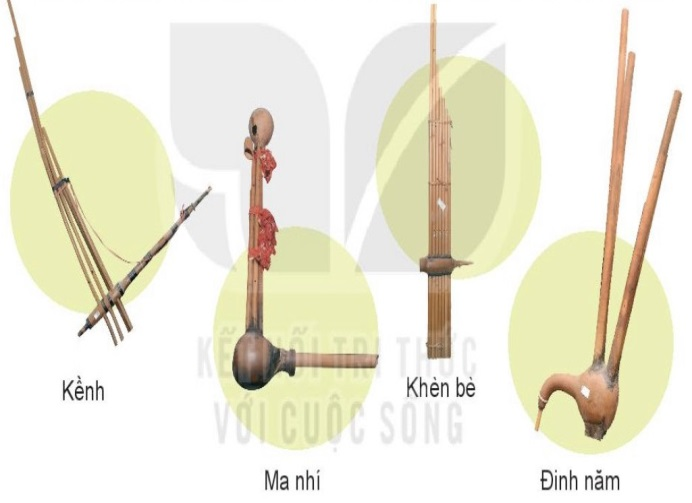 KẾT NỐI TRI THỨC
VỚI CUỘC SỐNG
Kềnh
Khèn bè
Ma nhí
Đinh năm